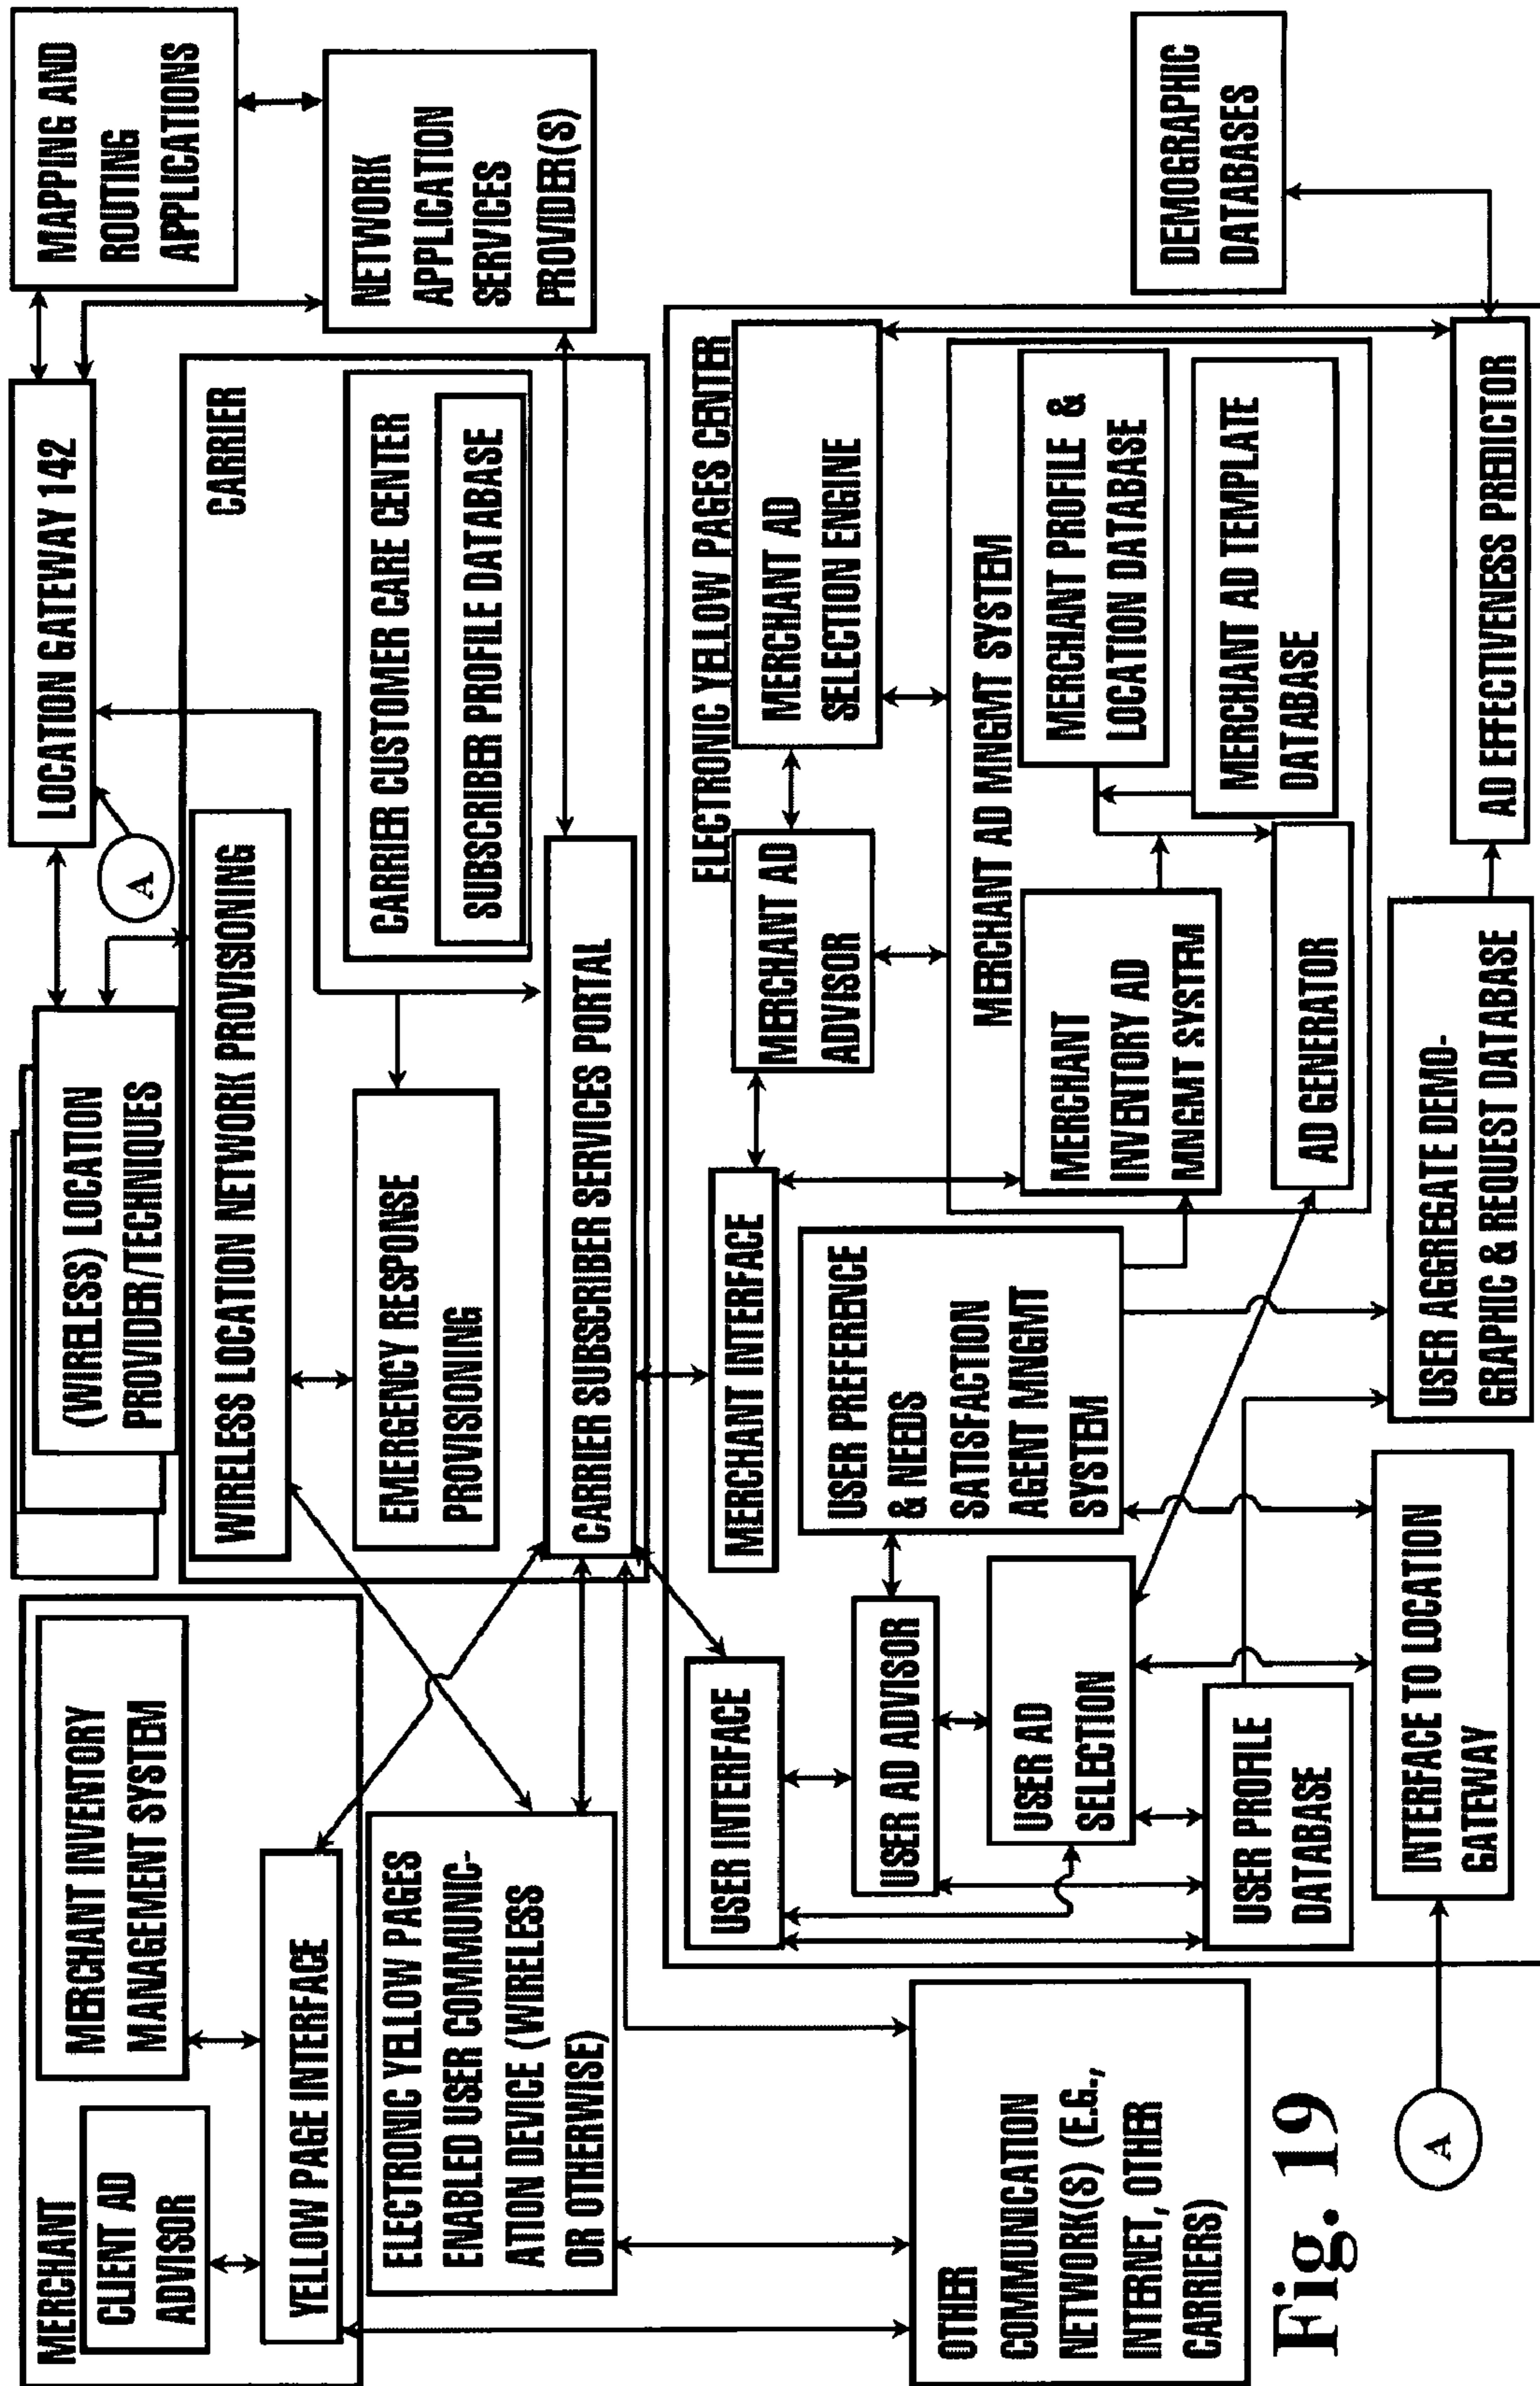 MERCHANT
CLIENT AD
ADVISOR
MERCHANT INVENTORY
MANAGEMENT SYSTEM
YELLOW PAGE INTERFACE
(WIRELESS) LOCATION
PROVIDER/TECHNIQUES
LOCATION GATEWAY 142
MAPPING AND
ROUTING
APPLICATIONS
A
NETWORK
APPLICATION
SERVICES
PROVIDER(S)
CARRIER
WIRELESS LOCATION NETWORK PROVISIONING
EMERGENCY RESPONSE
PROVISIONING
CARRIER CUSTOMER CARE CENTER
SUBSCRIBER PROFILE DATABASE
CARRIER SUBSCRIBER SERVICES PORTAL
ELECTRONIC YELLOW PAGES
ENABLED USER COMMUNIC-
ATION DEVICE (WIRELESS
OR OTHERWISE)
OTHER
COMMUNICATION
NETWORK(S) (E.G.,
INTERNET, OTHER
CARRIERS)
ELECTRONIC YELLOW PAGES CENTER
USER INTERFACE
MERCHANT INTERFACE
MERCHANT AD
ADVISOR
MERCHANT AD
SELECTION ENGINE
USER AD ADVISOR
USER PREFERENCE
& NEEDS
SATISFACTION
AGENT MNGMT
SYSTEM
USER AD
SELECTION
USER PROFILE
DATABASE
MERCHANT AD MNGMT SYSTEM
MERCHANT
INVENTORY AD
MNGMT SYSTEM
MERCHANT PROFILE &
LOCATION DATABASE
MERCHANT AD TEMPLATE
DATABASE
AD GENERATOR
DEMOGRAPHIC
DATABASES
INTERFACE TO LOCATION
GATEWAY
USER AGGREGATE DEMO-
GRAPHIC & REQUEST DATABASE
AD EFFECTIVENESS PREDICTOR
A
Fig. 19